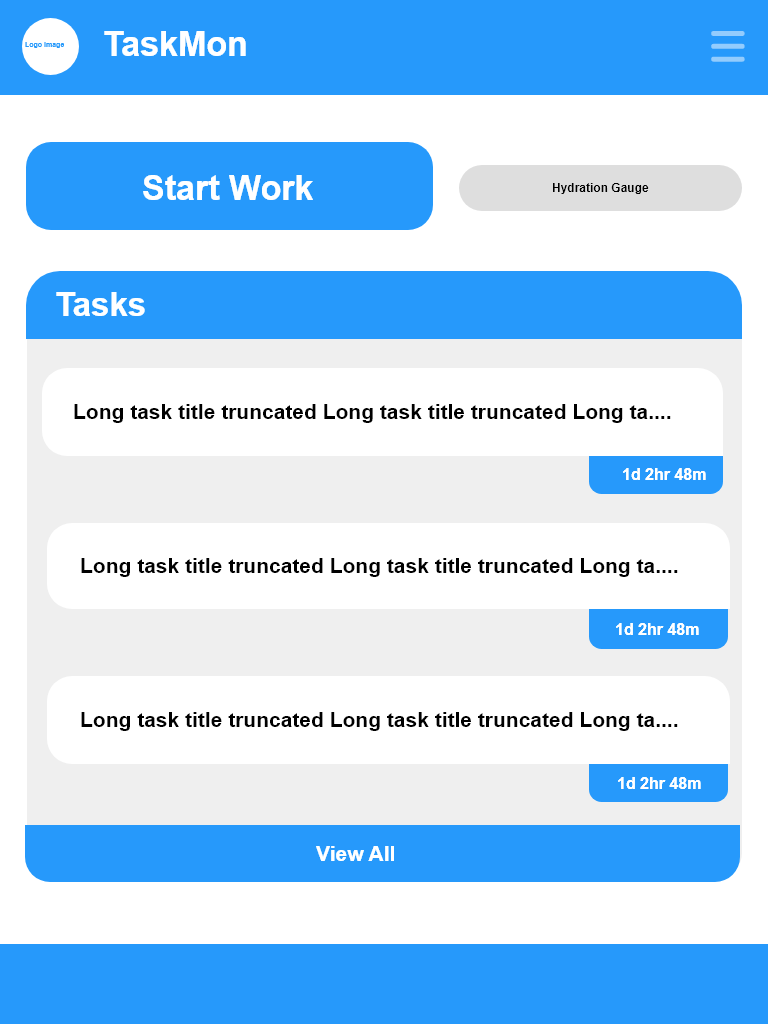 Logo Image
TaskMon
Start Work
Hydration Gauge
Tasks
Long task title truncated Long task title truncated Long ta....
1d 2hr 48m
Long task title truncated Long task title truncated Long ta....
1d 2hr 48m
Long task title truncated Long task title truncated Long ta....
1d 2hr 48m
View All